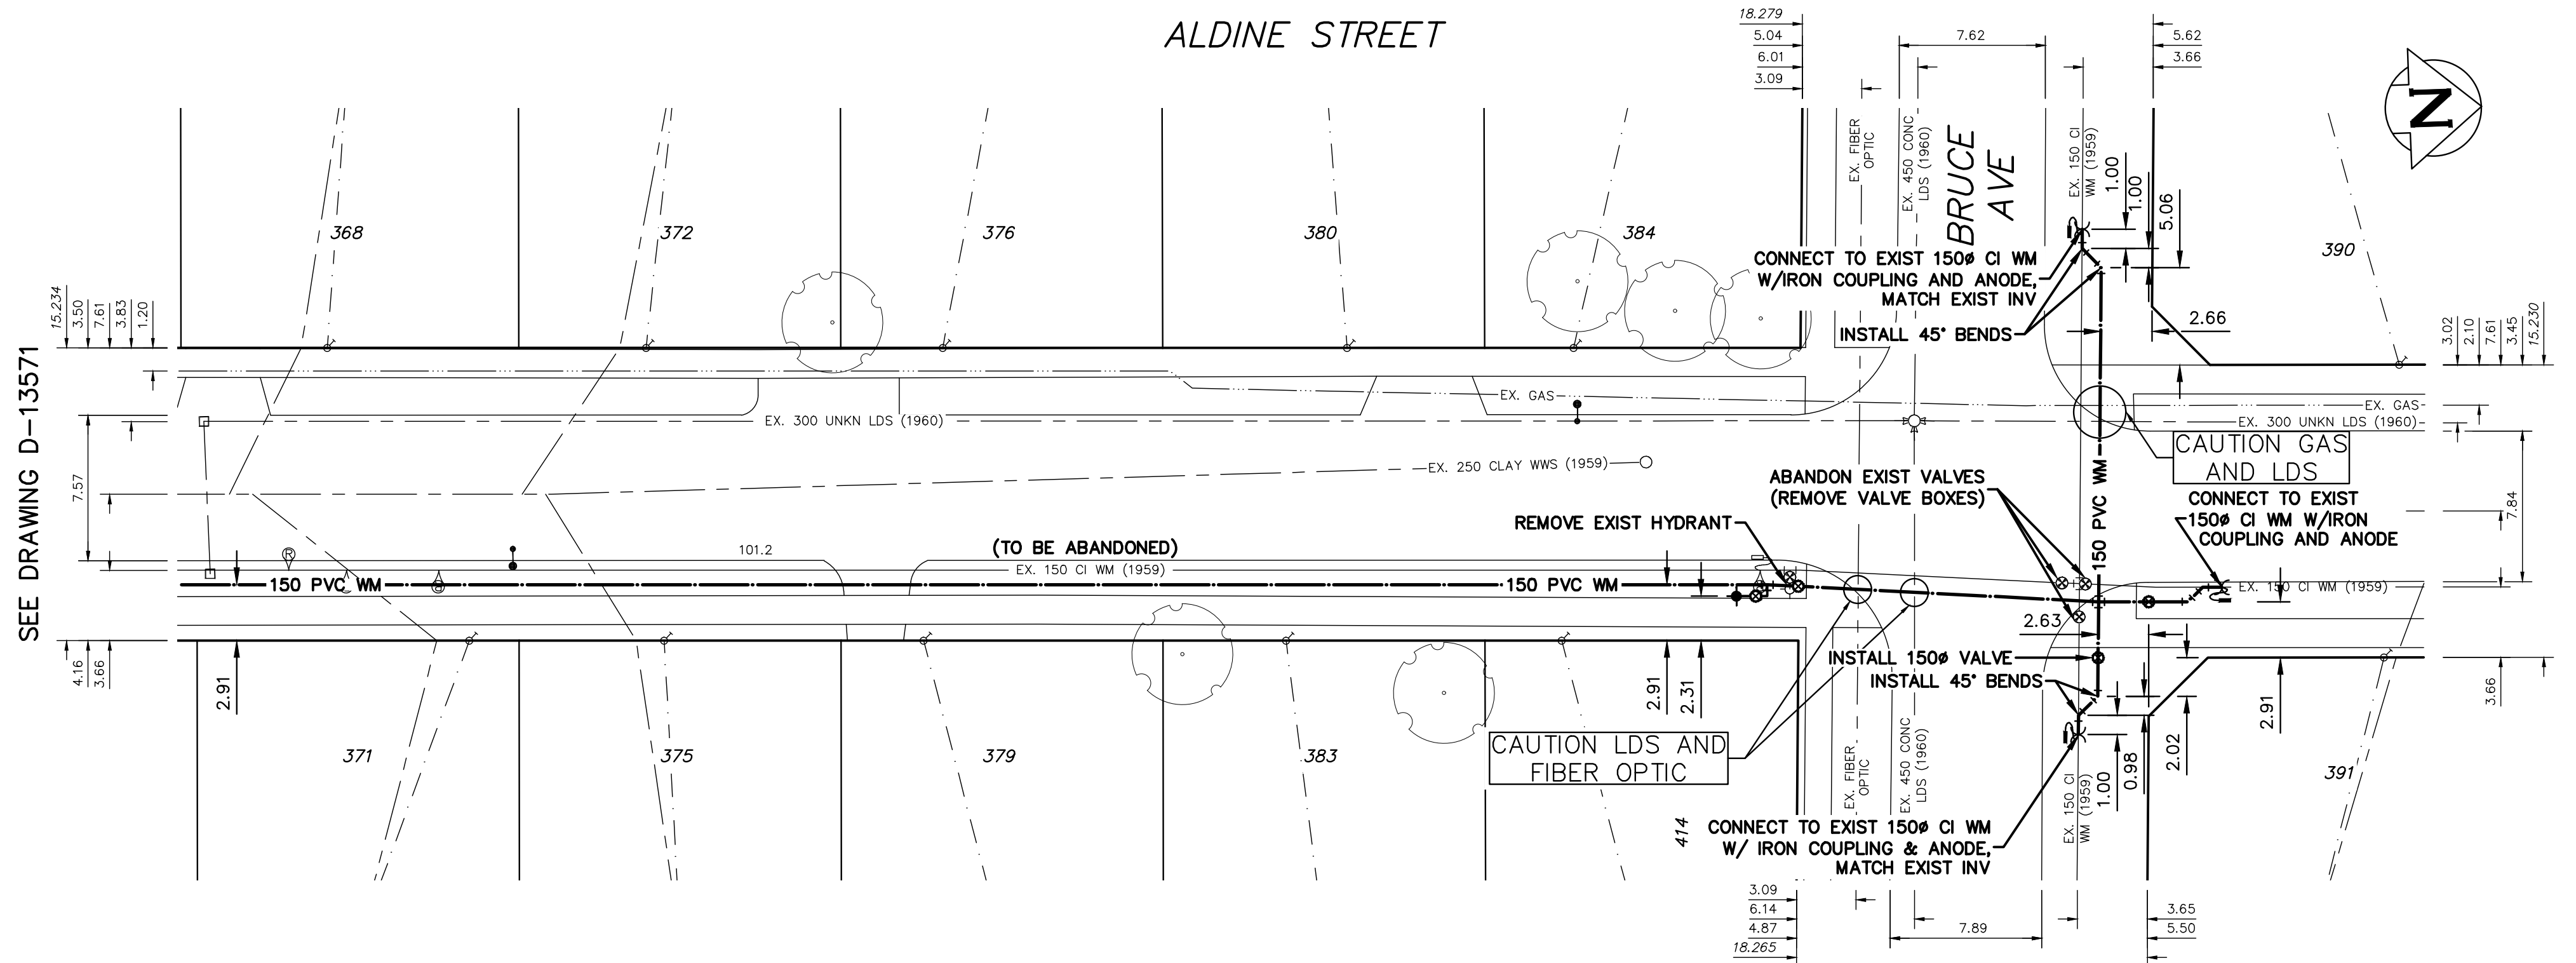 ALDINE STREET
18.279
5.04
6.01
3.09
7.62
5.62
3.66
N
EX. FIBER
OPTIC
EX. 450 CONC
LDS (1960)
BRUCE
AVE
EX. 150 CI
WM (1959)
1.00
1.00
5.06
368
372
376
380
384
390
CONNECT TO EXIST 150ø CI WM
W/IRON COUPLING AND ANODE,
MATCH EXIST INV
INSTALL 45° BENDS
2.66
15.234
3.50
7.61
3.83
1.20
3.02
2.10
7.61
3.45
15.230
SEE DRAWING D-13571
EX. GAS
EX. GAS
EX. 300 UNKN LDS (1960)
EX. 300 UNKN LDS (1960)
CAUTION GAS
AND LDS
EX. 250 CLAY WWS (1959)
ABANDON EXIST VALVES
(REMOVE VALVE BOXES)
150 PVC WM
CONNECT TO EXIST
150ø CI WM W/IRON
COUPLING AND ANODE
7.57
7.84
REMOVE EXIST HYDRANT
101.2
(TO BE ABANDONED)
R
EX. 150 CI WM (1959)
150 PVC WM
150 PVC WM
EX. 150 CI WM (1959)
2.63
4.16
3.66
2.91
2.91
2.31
INSTALL 150ø VALVE
INSTALL 45° BENDS
3.66
2.91
371
375
379
383
391
CAUTION LDS AND
FIBER OPTIC
EX. FIBER
OPTIC
EX. 450 CONC
LDS (1960)
EX. 150 CI
WM (1959)
1.00
0.98
2.02
414
CONNECT TO EXIST 150ø CI WM
W/ IRON COUPLING & ANODE,
MATCH EXIST INV
3.09
6.14
4.87
18.265
7.89
3.65
5.50